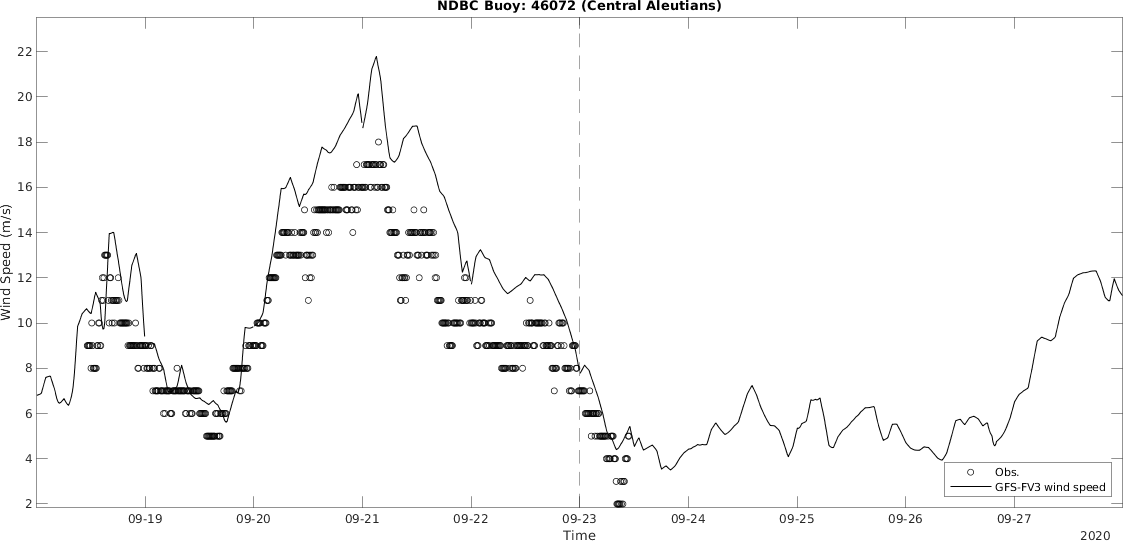 NDBC Buoy: 46072 (Central Aleutians)
22
20
18
16
14
12
10
8
6
4
2
Wind Speed (m/s)
Obs.
GFS-FV3 wind speed
09-19 09-20 09-21 09-22 09-23 09-24 09-25 09-26 09-27
Time
2020